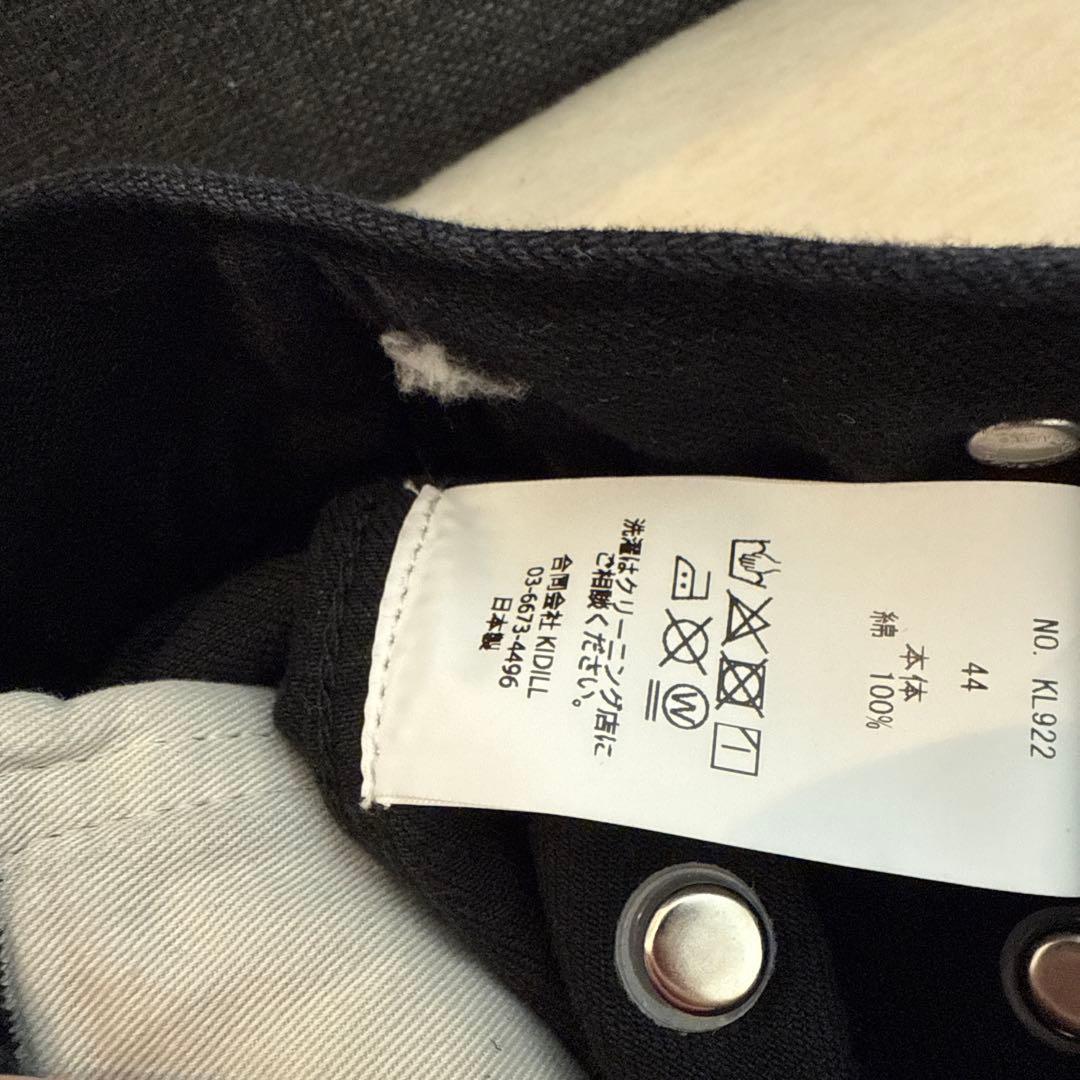 NO. KL922
44
本体
綿 100%
W
洗濯はクリーニング店に
ご相談ください。
合同会社 KIDILL
03-6673-4496
日本製